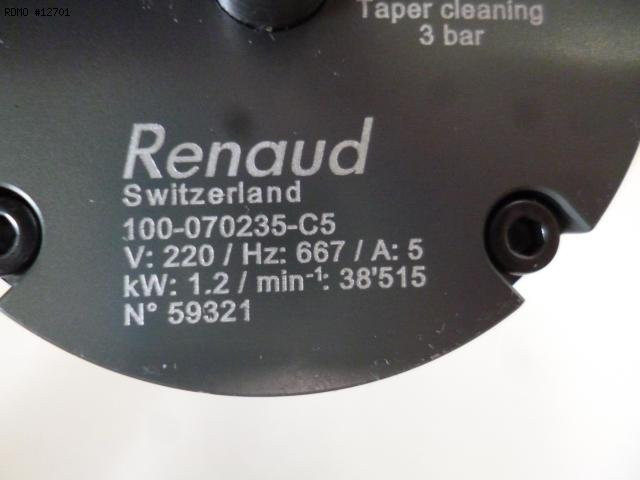 ROMO #12701
Taper cleaning
3 bar
Renaud
Switzerland
100-070235-C5
V: 220 / Hz: 667 / A: 5
kW: 1.2 / min⁻¹: 38'515
N° 59321